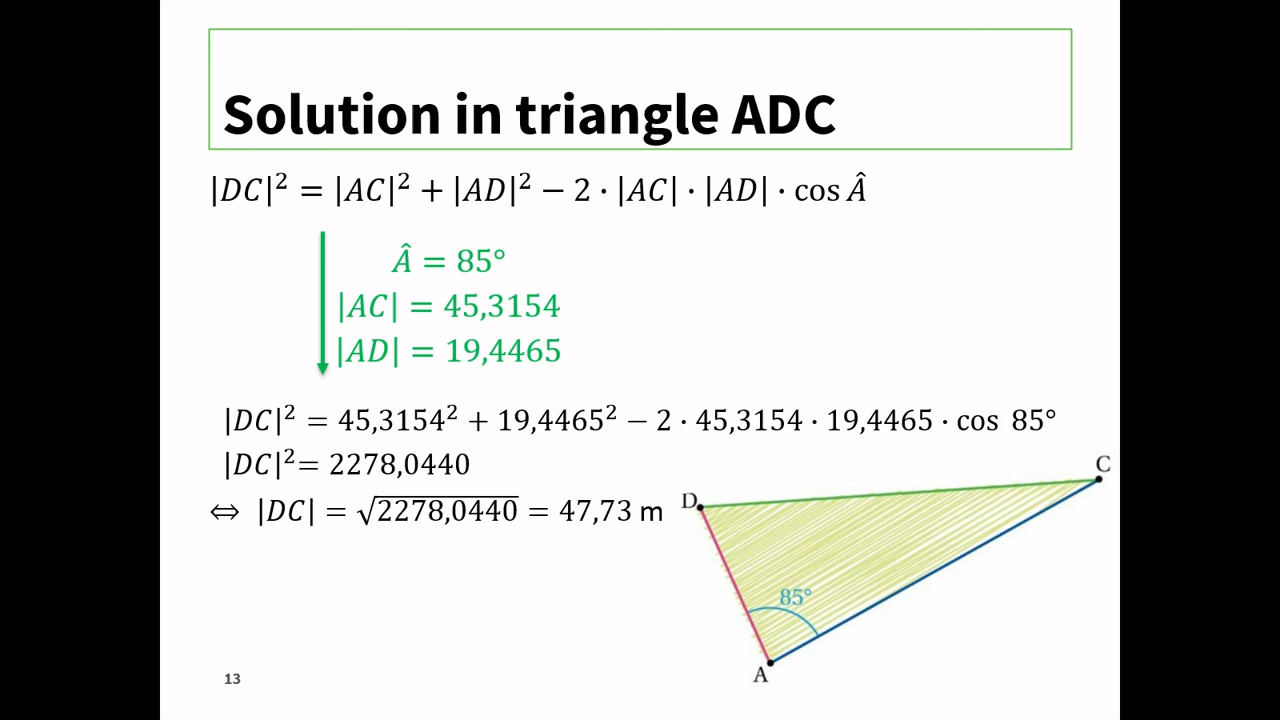 Solution in triangle ADC
|DC|² = |AC|² + |AD|² − 2 · |AC| · |AD| · cos Â
Â = 85°
|AC| = 45,3154
|AD| = 19,4465
|DC|² = 45,3154² + 19,4465² − 2 · 45,3154 · 19,4465 · cos 85°
|DC|² = 2278,0440
⇔ |DC| = √2278,0440 = 47,73 m
C
D
85°
A
13